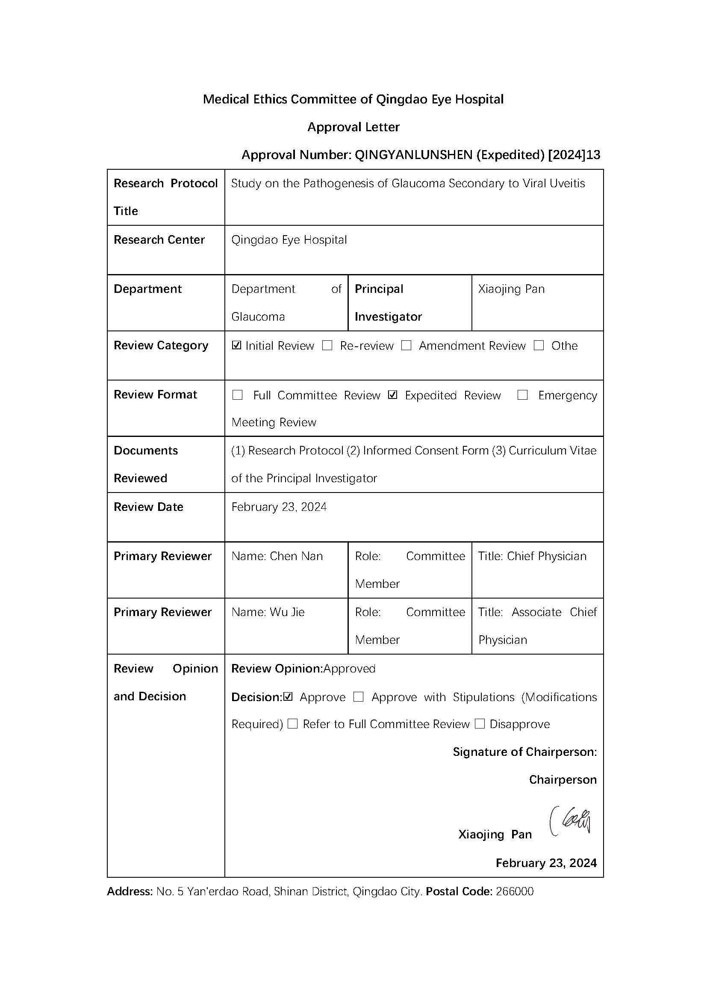 Medical Ethics Committee of Qingdao Eye Hospital
Approval Letter
Approval Number: QINGYANLUNSHEN (Expedited) [2024]13
Research Protocol Title
Study on the Pathogenesis of Glaucoma Secondary to Viral Uveitis
Research Center
Qingdao Eye Hospital
Department
Department of Glaucoma
Principal Investigator
Xiaojing Pan
Review Category
☑ Initial Review ☐ Re-review ☐ Amendment Review ☐ Othe
Review Format
☐ Full Committee Review ☑ Expedited Review ☐ Emergency
Meeting Review
Documents Reviewed
(1) Research Protocol (2) Informed Consent Form (3) Curriculum Vitae
of the Principal Investigator
Review Date
February 23, 2024
Primary Reviewer
Name: Chen Nan
Role: Committee Member
Title: Chief Physician
Primary Reviewer
Name: Wu Jie
Role: Committee Member
Title: Associate Chief Physician
Review Opinion and Decision
Review Opinion:Approved
Decision:☑ Approve ☐ Approve with Stipulations (Modifications
Required) ☐ Refer to Full Committee Review ☐ Disapprove
Signature of Chairperson:
Chairperson
Xiaojing Pan
February 23, 2024
Address: No. 5 Yan'erdao Road, Shinan District, Qingdao City. Postal Code: 266000